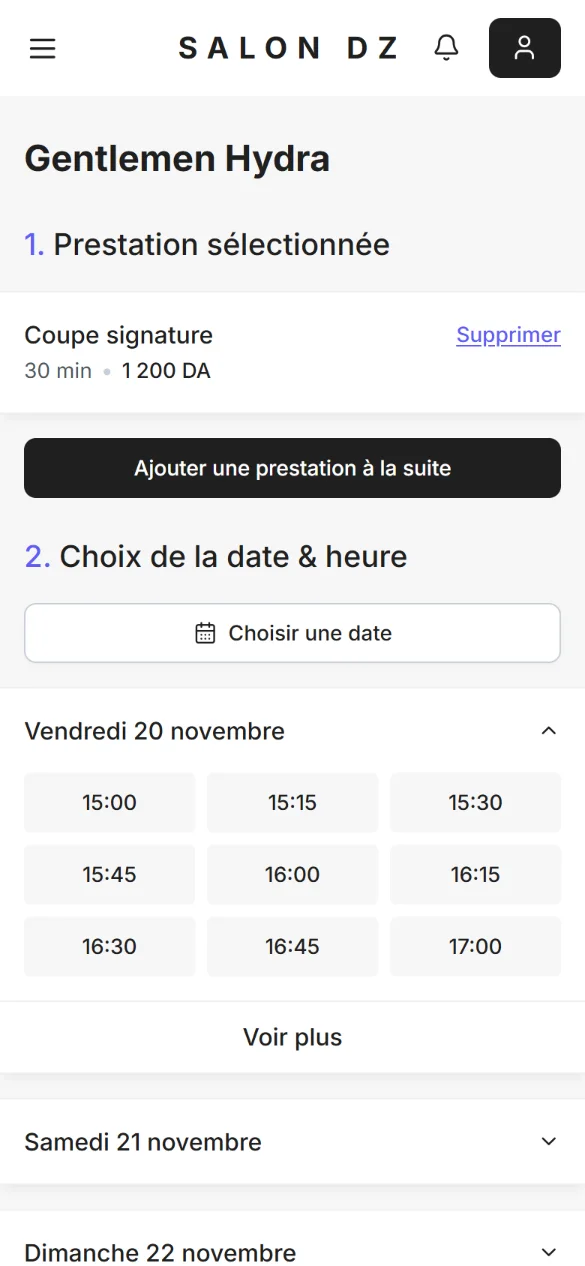 SALON DZ
Gentlemen Hydra
1. Prestation sélectionnée
Coupe signature
Supprimer
30 min • 1 200 DA
Ajouter une prestation à la suite
2. Choix de la date & heure
Choisir une date
Vendredi 20 novembre
15:00 15:15 15:30
15:45 16:00 16:15
16:30 16:45 17:00
Voir plus
Samedi 21 novembre
Dimanche 22 novembre